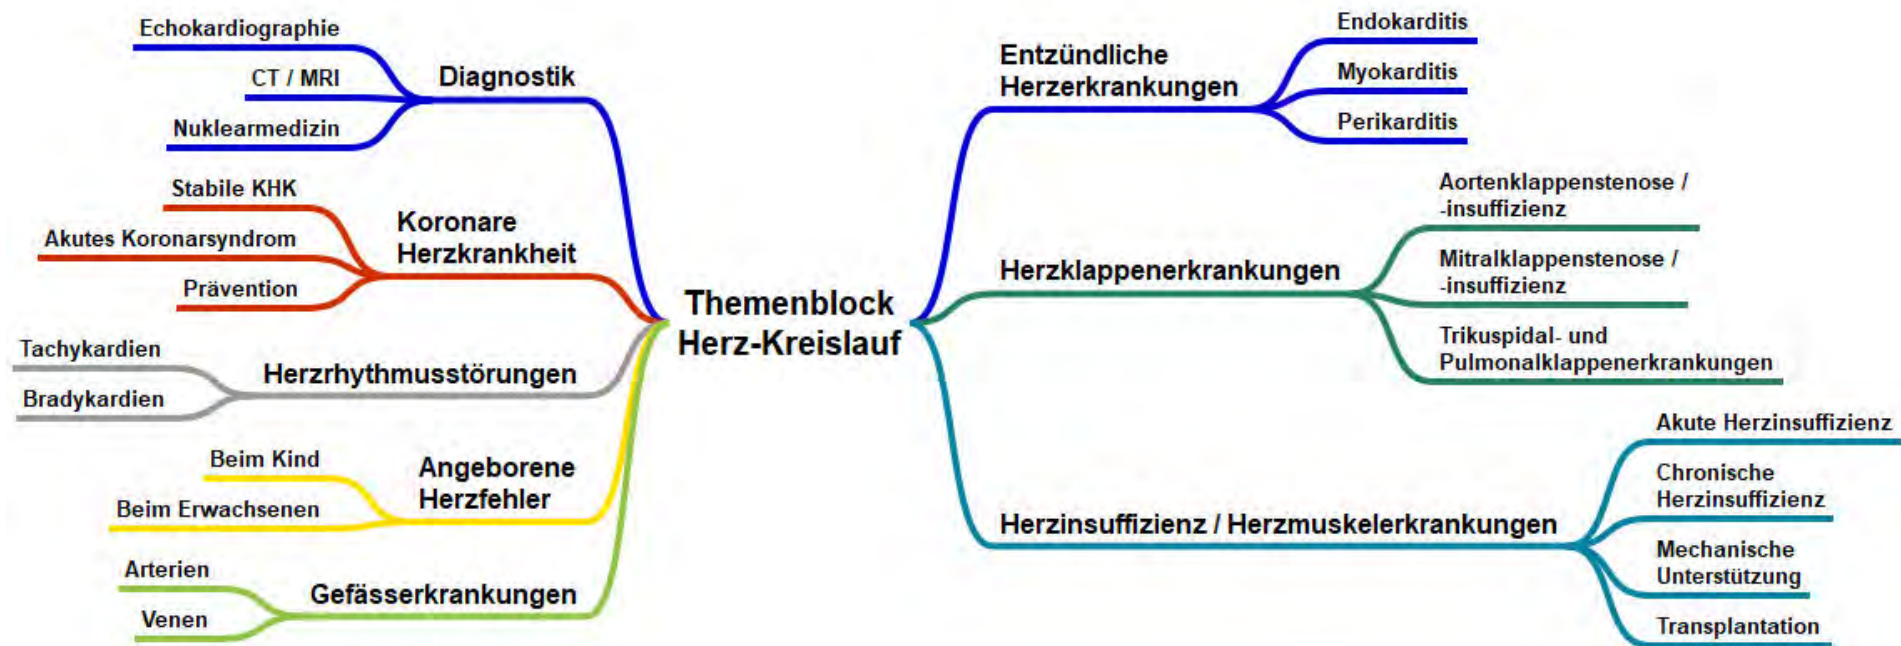 Themenblock
Herz-Kreislauf
Diagnostik
Echokardiographie
CT / MRI
Nuklearmedizin
Koronare
Herzkrankheit
Stabile KHK
Akutes Koronarsyndrom
Prävention
Herzrhythmusstörungen
Tachykardien
Bradykardien
Angeborene
Herzfehler
Beim Kind
Beim Erwachsenen
Gefässerkrankungen
Arterien
Venen
Entzündliche
Herzerkrankungen
Endokarditis
Myokarditis
Perikarditis
Herzklappenerkrankungen
Aortenklappenstenose /
-insuffizienz
Mitralklappenstenose /
-insuffizienz
Trikuspidal- und
Pulmonalklappenerkrankungen
Herzinsuffizienz / Herzmuskelerkrankungen
Akute Herzinsuffizienz
Chronische
Herzinsuffizienz
Mechanische
Unterstützung
Transplantation